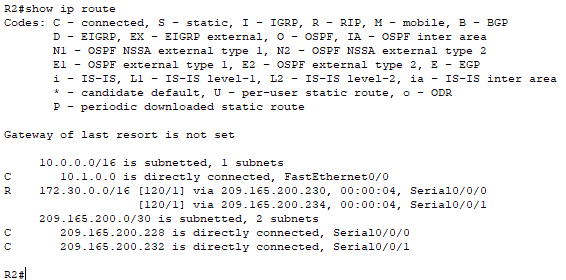 R2#show ip route
Codes: C - connected, S - static, I - IGRP, R - RIP, M - mobile, B - BGP
       D - EIGRP, EX - EIGRP external, O - OSPF, IA - OSPF inter area
       N1 - OSPF NSSA external type 1, N2 - OSPF NSSA external type 2
       E1 - OSPF external type 1, E2 - OSPF external type 2, E - EGP
       i - IS-IS, L1 - IS-IS level-1, L2 - IS-IS level-2, ia - IS-IS inter area
       * - candidate default, U - per-user static route, o - ODR
       P - periodic downloaded static route
Gateway of last resort is not set
     10.0.0.0/16 is subnetted, 1 subnets
C       10.1.0.0 is directly connected, FastEthernet0/0
R    172.30.0.0/16 [120/1] via 209.165.200.230, 00:00:04, Serial0/0/0
                   [120/1] via 209.165.200.234, 00:00:04, Serial0/0/1
     209.165.200.0/30 is subnetted, 2 subnets
C       209.165.200.228 is directly connected, Serial0/0/0
C       209.165.200.232 is directly connected, Serial0/0/1
R2#